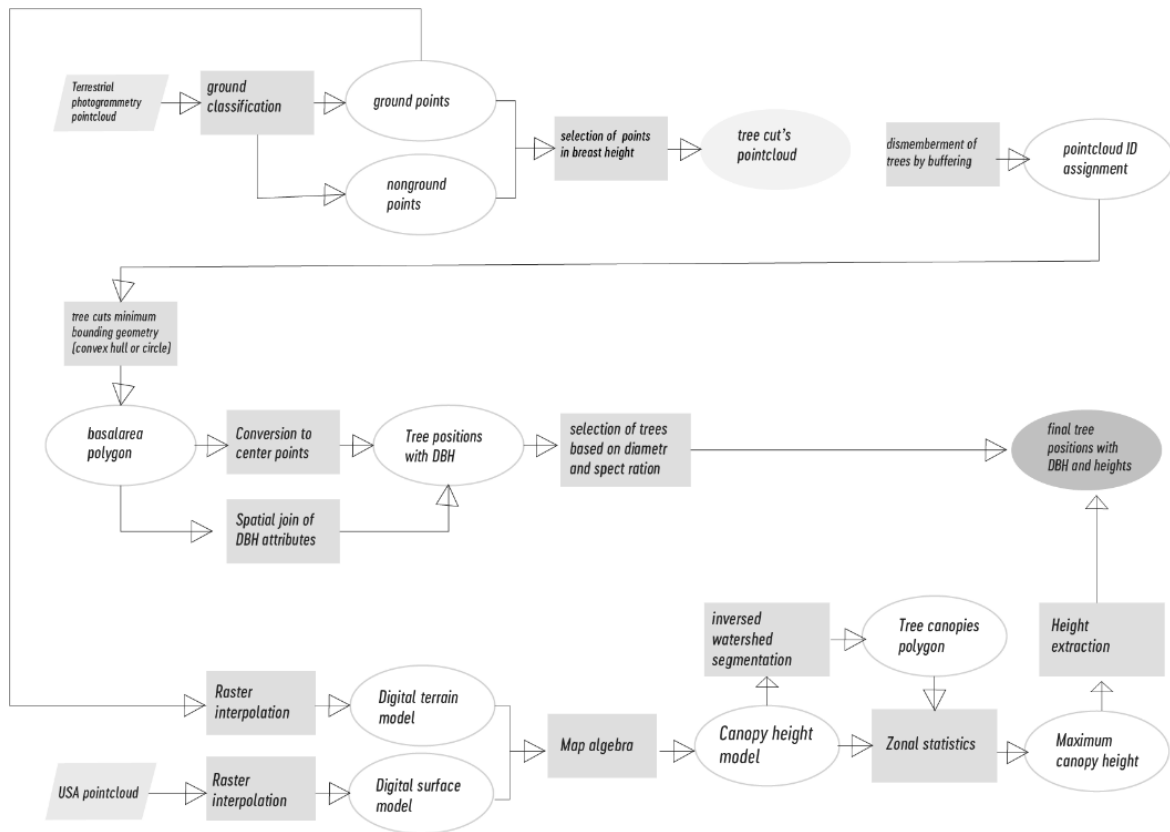 Terrestrial
photogrammetry
pointcloud
ground
classification
ground points
nonground
points
selection of points
in breast height
tree cut's
pointcloud
dismemberment of
trees by buffering
pointcloud ID
assignment
tree cuts minimum
bounding geometry
(convex hull or circle)
basalarea
polygon
Conversion to
center points
Tree positions
with DBH
selection of trees
based on diametr
and spect ration
final tree
positions with
DBH and heights
Spatial join of
DBH attributes
inversed
watershed
segmentation
Tree canopies
polygon
Height
extraction
Raster
interpolation
Digital terrain
model
Map algebra
Canopy height
model
Zonal statistics
Maximum
canopy height
USA pointcloud
Raster
interpolation
Digital surface
model